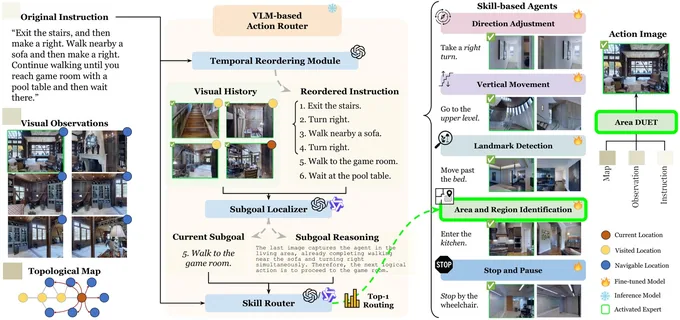 Original Instruction
“Exit the stairs, and then
make a right. Walk nearby a
sofa and then make a right.
Continue walking until you
reach game room with a
pool table and then wait
there.”
Visual Observations
Topological Map
VLM-based
Action Router
Temporal Reordering Module
Visual History
Reordered Instruction
1. Exit the stairs.
2. Turn right.
3. Walk nearby a sofa.
4. Turn right.
5. Walk to the game room.
6. Wait at the pool table.
Subgoal Localizer
Current Subgoal
5. Walk to the
game room.
Subgoal Reasoning
The last image captures the agent in the
living area, already completing walking
near the sofa and turning right
simultaneously. Therefore, the next logical
action is to proceed to the game room.
Skill Router
Top-1
Routing
Skill-based Agents
Direction Adjustment
Take a right
turn.
Vertical Movement
Go to the
upper level.
Landmark Detection
Move past
the bed.
Area and Region Identification
Enter the
kitchen.
STOP
Stop and Pause
Stop by the
wheelchair.
Action Image
Area DUET
Map
Observation
Instruction
Current Location
Visited Location
Navigable Location
Fine-tuned Model
Inference Model
Activated Expert